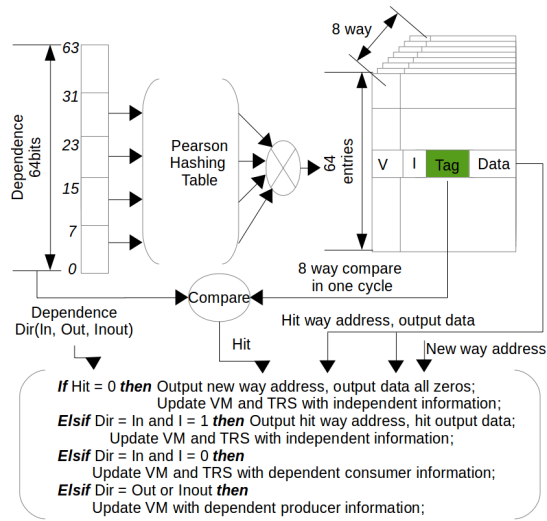 8 way
63
31
23
15
7
0
Dependence
64bits
Pearson
Hashing
Table
64
entries
V I Tag Data
8 way compare
in one cycle
Compare
Dependence
Dir(In, Out, Inout)
Hit
Hit way address, output data
New way address
If Hit = 0 then Output new way address, output data all zeros;
Update VM and TRS with independent information;
Elsif Dir = In and I = 1 then Output hit way address, hit output data;
Update VM and TRS with independent information;
Elsif Dir = In and I = 0 then
Update VM and TRS with dependent consumer information;
Elsif Dir = Out or Inout then
Update VM with dependent producer information;